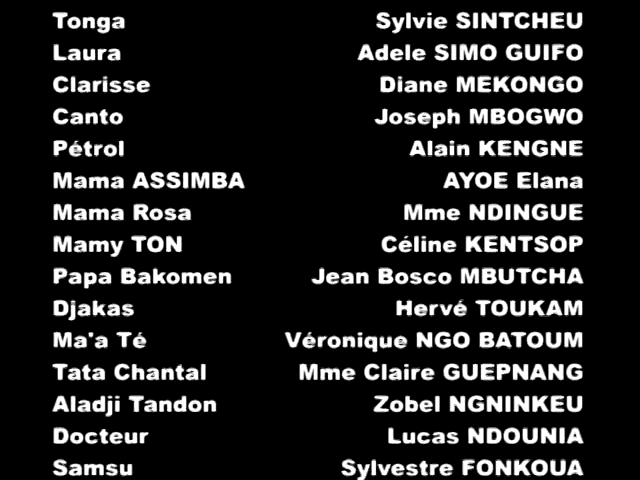 Tonga Sylvie SINTCHEU
Laura Adele SIMO GUIFO
Clarisse Diane MEKONGO
Canto Joseph MBOGWO
Pétrol Alain KENGNE
Mama ASSIMBA AYOE Elana
Mama Rosa Mme NDINGUE
Mamy TON Céline KENTSOP
Papa Bakomen Jean Bosco MBUTCHA
Djakas Hervé TOUKAM
Ma'a Té Véronique NGO BATOUM
Tata Chantal Mme Claire GUEPNANG
Aladji Tandon Zobel NGNINKEU
Docteur Lucas NDOUNIA
Samsu Sylvestre FONKOUA